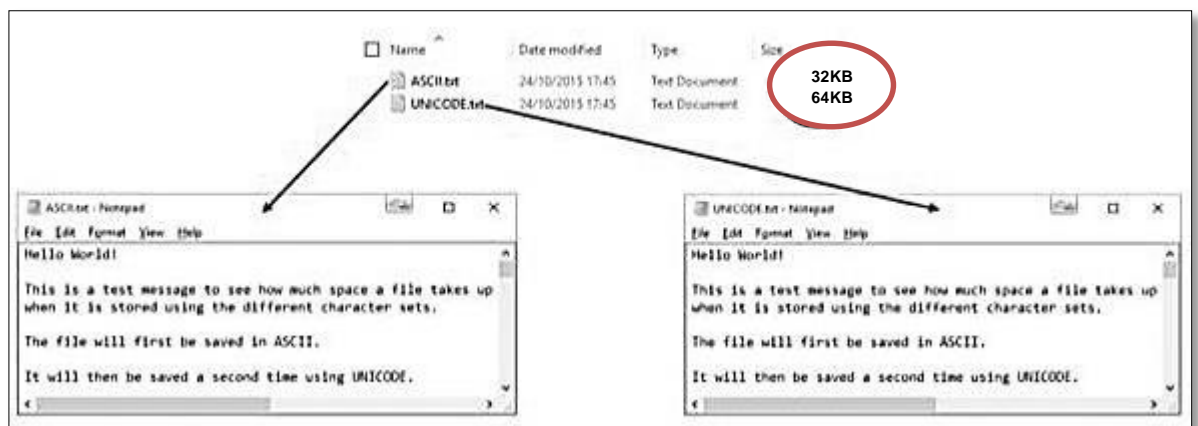 Name Date modified Type Size
ASCII.txt 24/10/2015 17:45 Text Document 32KB
UNICODE.txt 24/10/2015 17:45 Text Document 64KB
ASCII.txt - Notepad
File Edit Format View Help
Hello World!
This is a test message to see how much space a file takes up
when it is stored using the different character sets.
The file will first be saved in ASCII.
It will then be saved a second time using UNICODE.
UNICODE.txt - Notepad
File Edit Format View Help
Hello World!
This is a test message to see how much space a file takes up
when it is stored using the different character sets.
The file will first be saved in ASCII.
It will then be saved a second time using UNICODE.